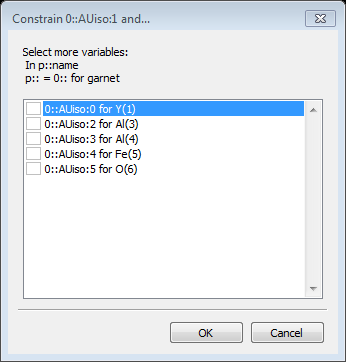 Constrain 0::AUiso:1 and...
Select more variables:
In p::name
p:: = 0:: for garnet
0::AUiso:0 for Y(1)
0::AUiso:2 for Al(3)
0::AUiso:3 for Al(4)
0::AUiso:4 for Fe(5)
0::AUiso:5 for O(6)
OK
Cancel